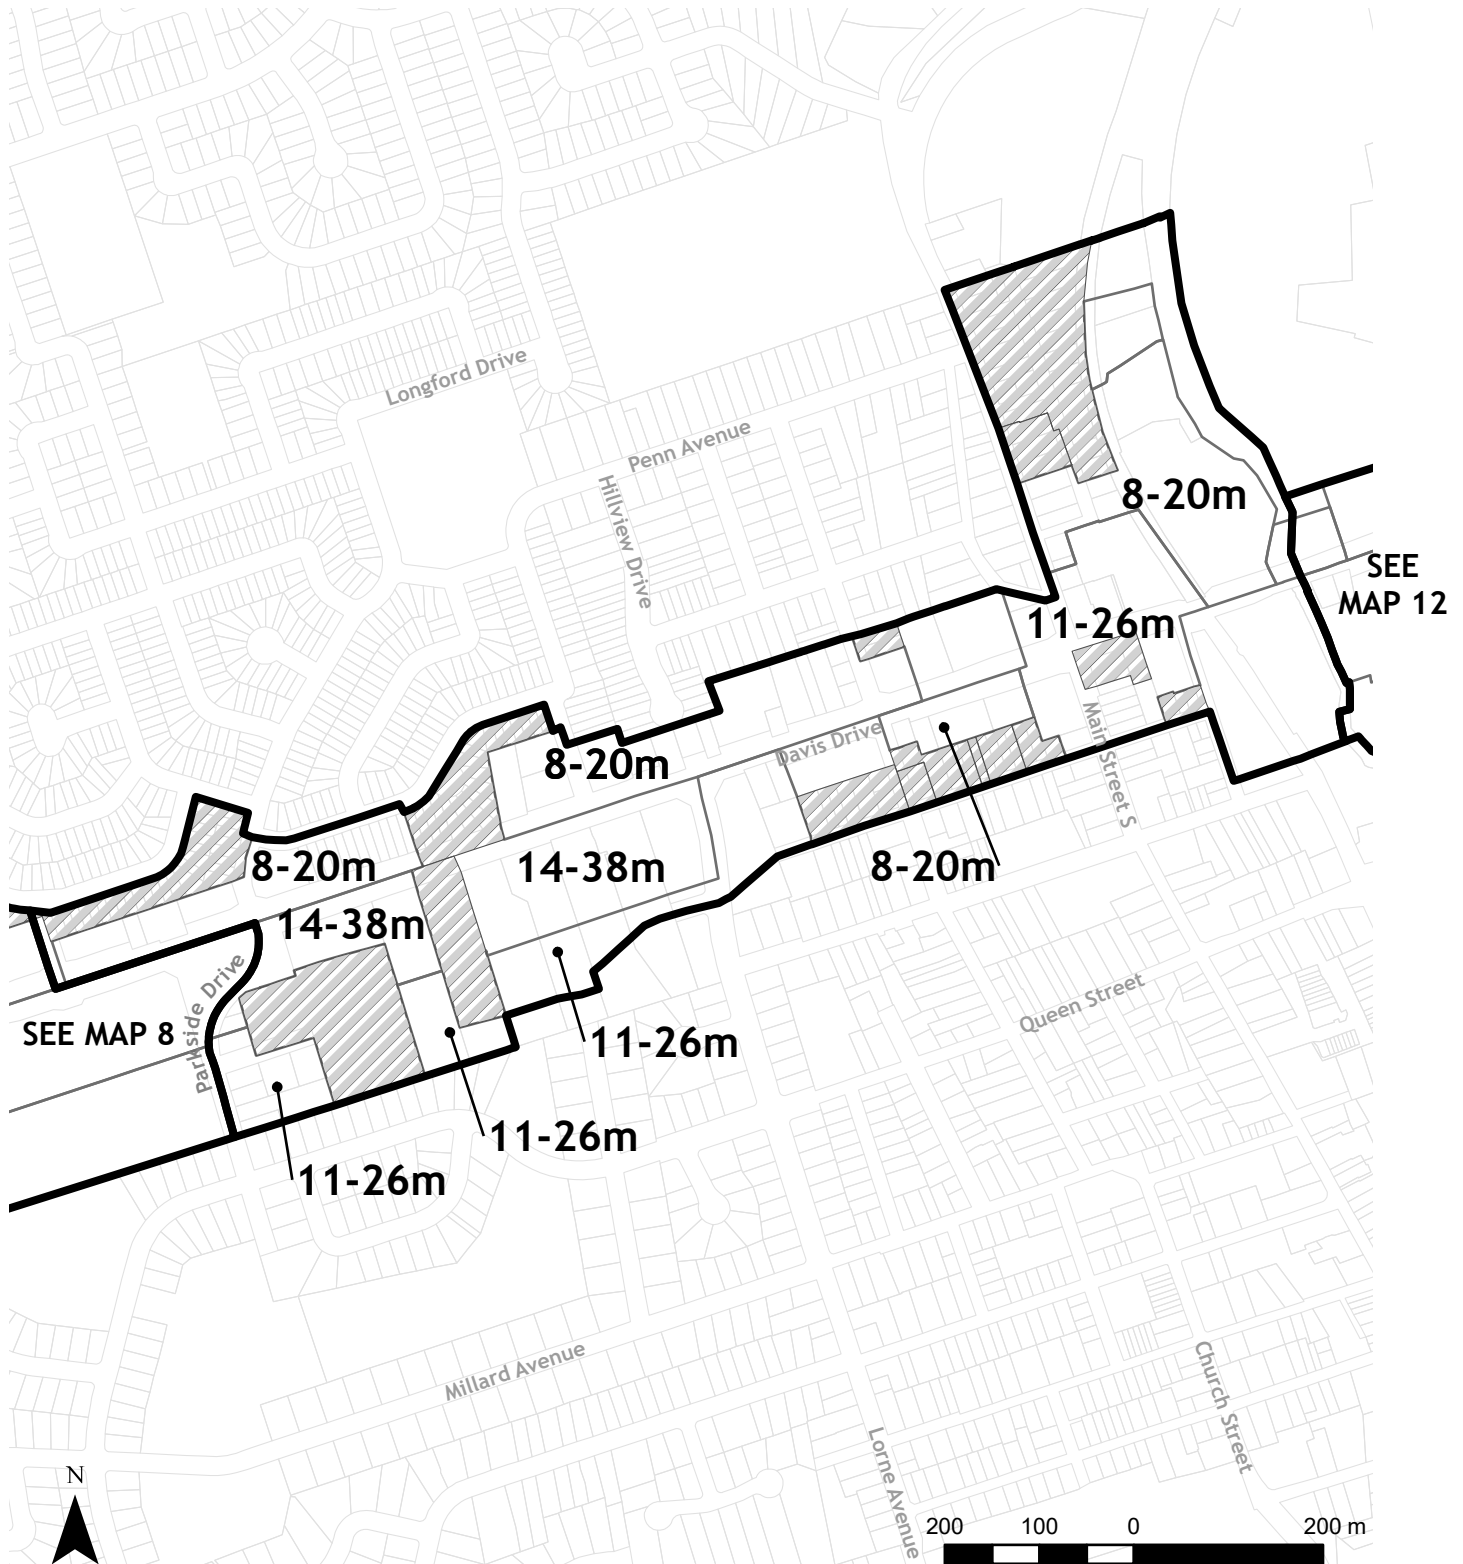 Longford Drive
Penn Avenue
Hillview Drive
8-20m
SEE
MAP 12
11-26m
Main Street S
Davis Drive
8-20m
8-20m
14-38m
8-20m
14-38m
Parkside Drive
SEE MAP 8
Queen Street
11-26m
11-26m
11-26m
Millard Avenue
Church Street
Lorne Avenue
N
200 100 0 200 m